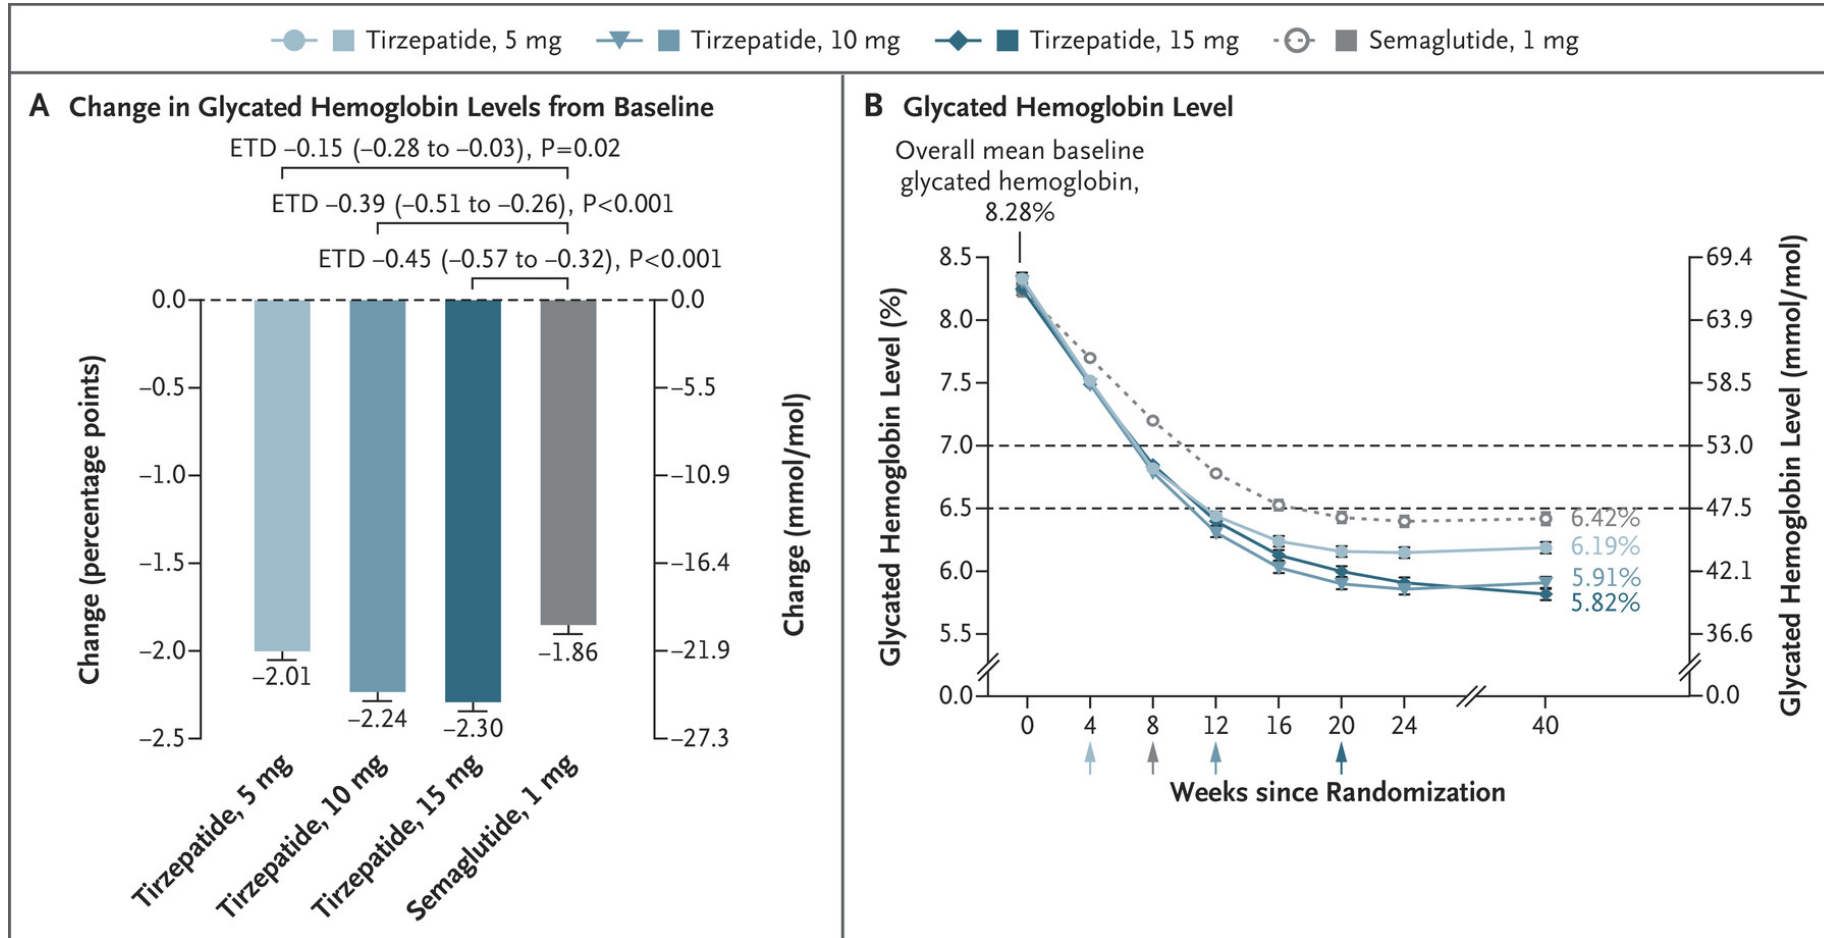 Tirzepatide, 5 mg Tirzepatide, 10 mg Tirzepatide, 15 mg Semaglutide, 1 mg
A Change in Glycated Hemoglobin Levels from Baseline
ETD –0.15 (–0.28 to –0.03), P=0.02
ETD –0.39 (–0.51 to –0.26), P<0.001
ETD –0.45 (–0.57 to –0.32), P<0.001
Change (percentage points)
0.0
–0.5
–1.0
–1.5
–2.0
–2.5
–2.01
–2.24
–2.30
–1.86
0.0
–5.5
–10.9
–16.4
–21.9
–27.3
Change (mmol/mol)
Tirzepatide, 5 mg
Tirzepatide, 10 mg
Tirzepatide, 15 mg
Semaglutide, 1 mg
B Glycated Hemoglobin Level
Overall mean baseline
glycated hemoglobin,
8.28%
Glycated Hemoglobin Level (%)
8.5
8.0
7.5
7.0
6.5
6.0
5.5
0.0
6.42%
6.19%
5.91%
5.82%
69.4
63.9
58.5
53.0
47.5
42.1
36.6
0.0
Glycated Hemoglobin Level (mmol/mol)
0 4 8 12 16 20 24 40
Weeks since Randomization